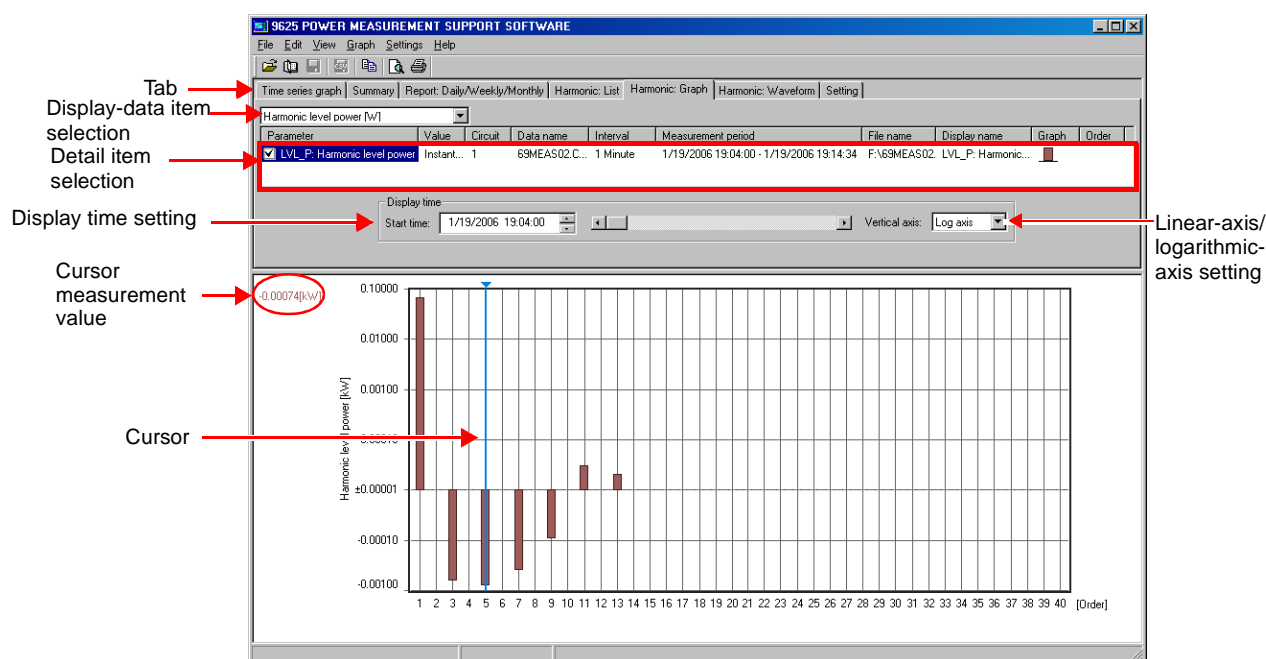 9625 POWER MEASUREMENT SUPPORT SOFTWARE
File Edit View Graph Settings Help
Tab
Time series graph Summary Report: Daily/Weekly/Monthly Harmonic: List Harmonic: Graph Harmonic: Waveform Setting
Display-data item
selection
Harmonic level power [W]
Parameter Value Circuit Data name Interval Measurement period File name Display name Graph Order
Detail item
selection
LVL_P: Harmonic level power Instant... 1 69MEAS02.C... 1 Minute 1/19/2006 19:04:00 - 1/19/2006 19:14:34 F:\69MEAS02. LVL_P: Harmonic...
Display time
Display time setting
Start time: 1/19/2006 19:04:00
Vertical axis: Log axis
Linear-axis/
logarithmic-
axis setting
Cursor
measurement
value
-0.00074[kW]
Cursor
Harmonic level power [kW]
0.10000
0.01000
0.00100
0.00010
±0.00001
-0.00010
-0.00100
1 2 3 4 5 6 7 8 9 10 11 12 13 14 15 16 17 18 19 20 21 22 23 24 25 26 27 28 29 30 31 32 33 34 35 36 37 38 39 40 [Order]